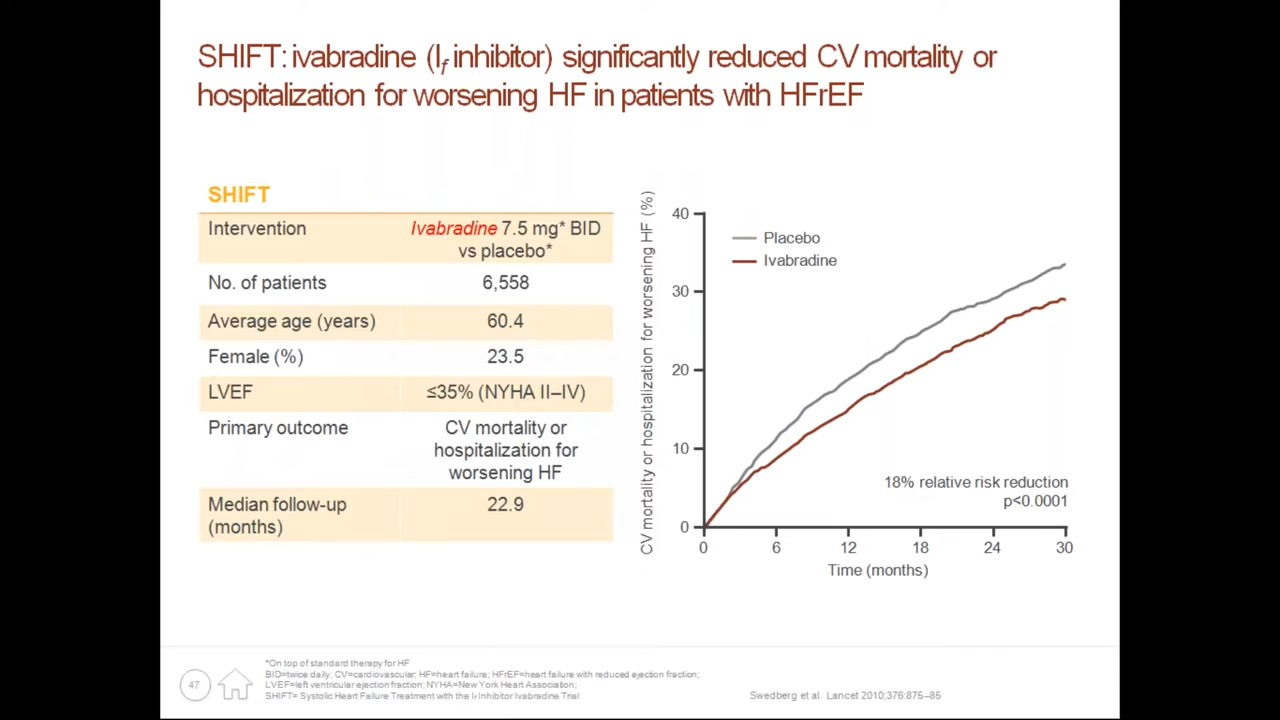 SHIFT: ivabradine (If inhibitor) significantly reduced CV mortality or
hospitalization for worsening HF in patients with HFrEF
SHIFT
Intervention
Ivabradine 7.5 mg* BID
vs placebo*
No. of patients
6,558
Average age (years)
60.4
Female (%)
23.5
LVEF
≤35% (NYHA II–IV)
Primary outcome
CV mortality or
hospitalization for
worsening HF
Median follow-up
(months)
22.9
CV mortality or hospitalization for worsening HF (%)
40
30
20
10
0
Placebo
Ivabradine
18% relative risk reduction
p<0.0001
0
6
12
18
24
30
Time (months)
47
*On top of standard therapy for HF
BID=twice daily; CV=cardiovascular; HF=heart failure; HFrEF=heart failure with reduced ejection fraction;
LVEF=left ventricular ejection fraction; NYHA=New York Heart Association;
SHIFT= Systolic Heart Failure Treatment with the If Inhibitor Ivabradine Trial
Swedberg et al. Lancet 2010;376:875–85